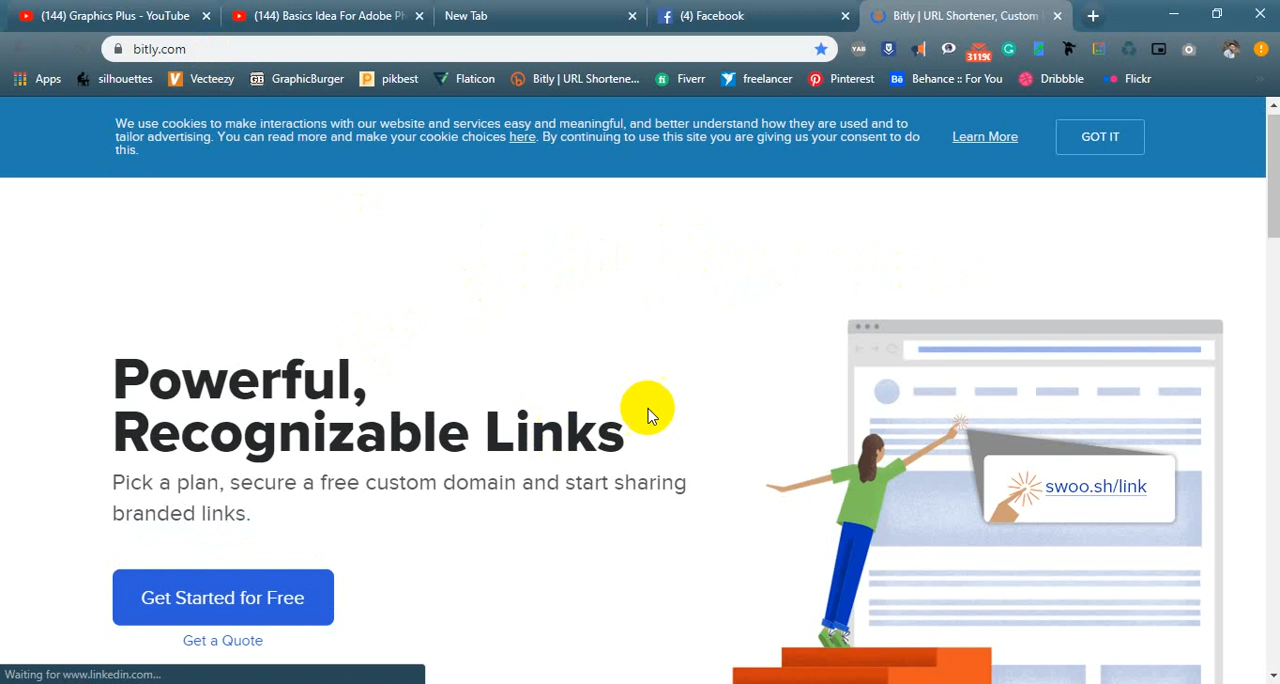 (144) Graphics Plus - YouTube
(144) Basics Idea For Adobe Ph
New Tab
(4) Facebook
Bitly | URL Shortener, Custom
bitly.com
YAB
311K
Apps
silhouettes
Vecteezy
GraphicBurger
pikbest
Flaticon
Bitly | URL Shortene...
Fiverr
freelancer
Pinterest
Behance :: For You
Dribbble
Flickr
We use cookies to make interactions with our website and services easy and meaningful, and better understand how they are used and to
tailor advertising. You can read more and make your cookie choices here. By continuing to use this site you are giving us your consent to do
this.
Learn More
GOT IT
Powerful,
Recognizable Links
Pick a plan, secure a free custom domain and start sharing
branded links.
swoo.sh/link
Get Started for Free
Get a Quote
Waiting for www.linkedin.com...